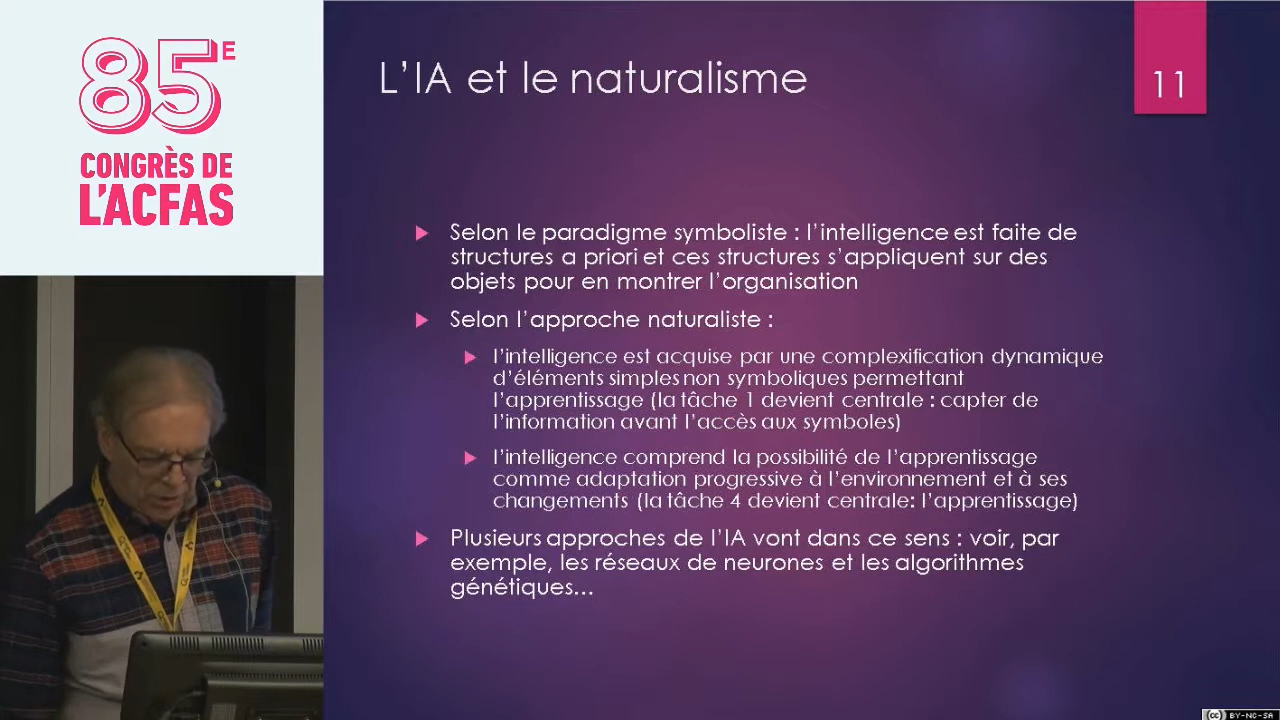 85E
CONGRÈS DE
L'ACFAS
L'IA et le naturalisme
11
Selon le paradigme symboliste : l'intelligence est faite de
structures a priori et ces structures s'appliquent sur des
objets pour en montrer l'organisation
Selon l'approche naturaliste :
l'intelligence est acquise par une complexification dynamique
d'éléments simples non symboliques permettant
l'apprentissage (la tâche 1 devient centrale : capter de
l'information avant l'accès aux symboles)
l'intelligence comprend la possibilité de l'apprentissage
comme adaptation progressive à l'environnement et à ses
changements (la tâche 4 devient centrale: l'apprentissage)
Plusieurs approches de l'IA vont dans ce sens : voir, par
exemple, les réseaux de neurones et les algorithmes
génétiques...
cc BY-NC-SA